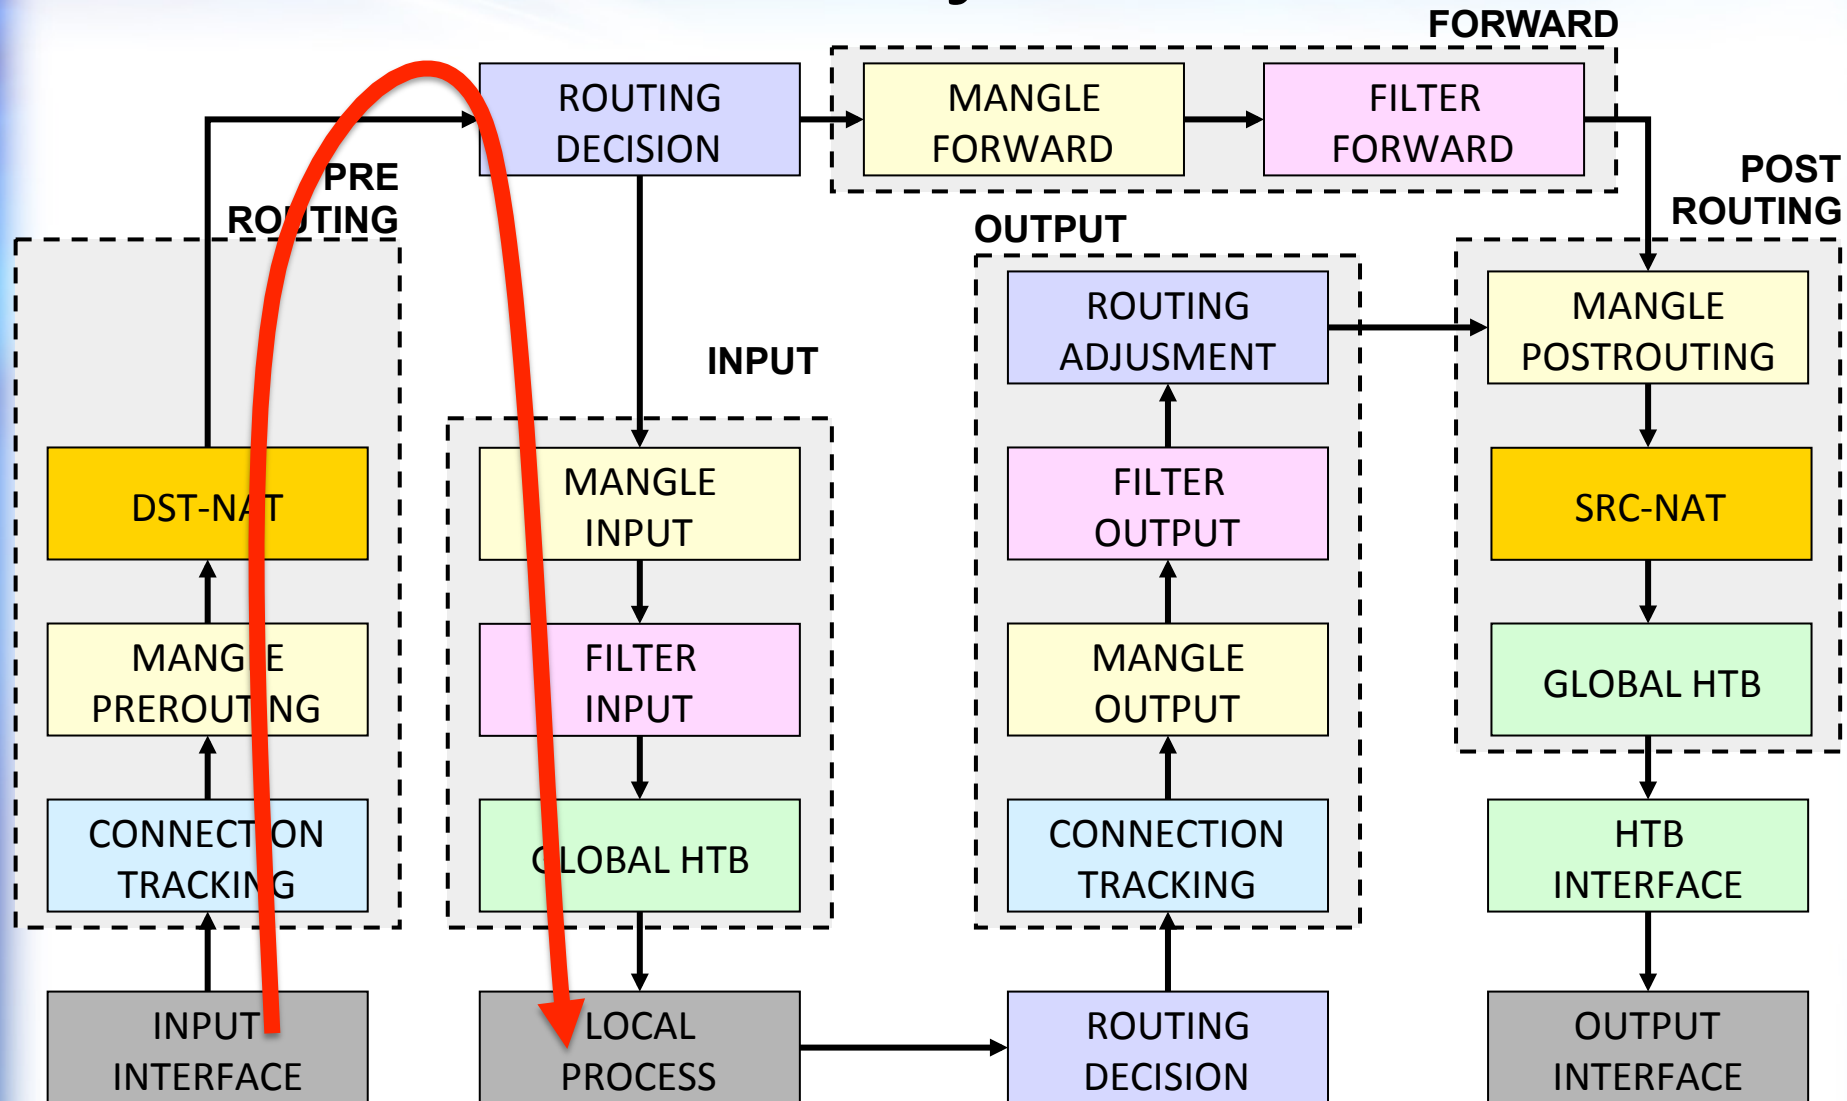 FORWARD
ROUTING
DECISION
MANGLE
FORWARD
FILTER
FORWARD
PRE
ROUTING
POST
ROUTING
OUTPUT
INPUT
ROUTING
ADJUSMENT
MANGLE
POSTROUTING
DST-NAT
MANGLE
INPUT
FILTER
OUTPUT
SRC-NAT
MANGLE
PREROUTING
FILTER
INPUT
MANGLE
OUTPUT
GLOBAL HTB
CONNECTION
TRACKING
GLOBAL HTB
CONNECTION
TRACKING
HTB
INTERFACE
INPUT
INTERFACE
LOCAL
PROCESS
ROUTING
DECISION
OUTPUT
INTERFACE